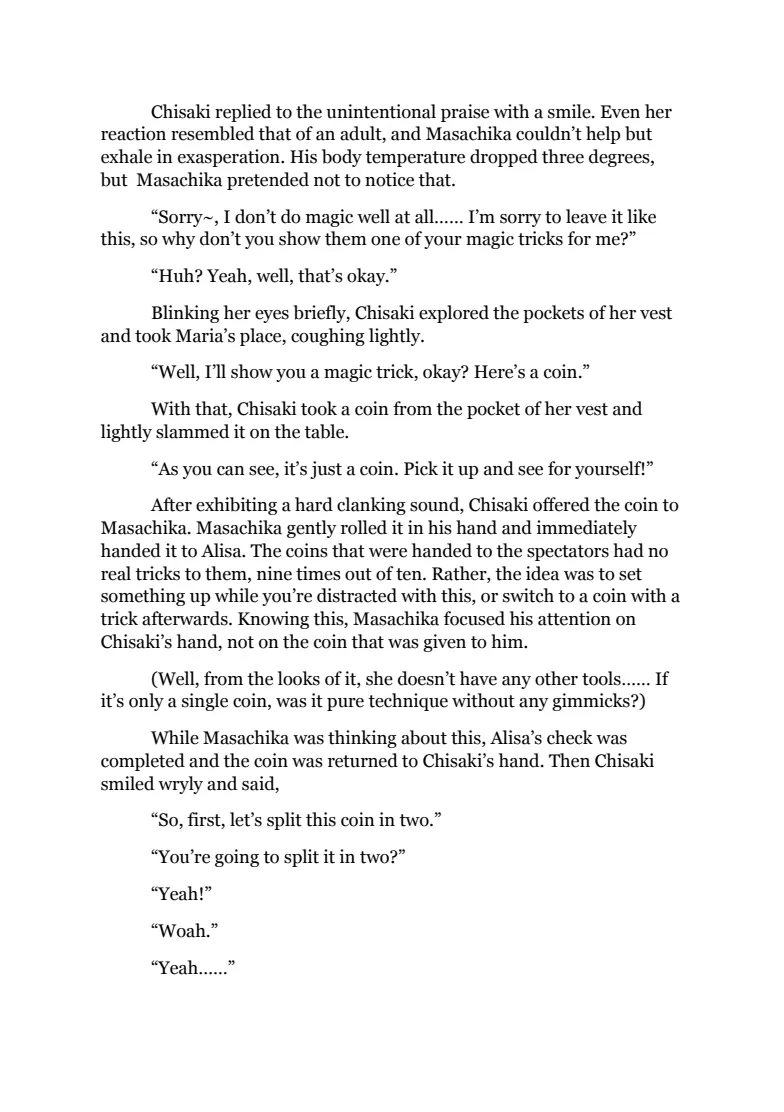 Chisaki replied to the unintentional praise with a smile. Even her
reaction resembled that of an adult, and Masachika couldn’t help but
exhale in exasperation. His body temperature dropped three degrees,
but  Masachika pretended not to notice that.
“Sorry~, I don’t do magic well at all…… I’m sorry to leave it like
this, so why don’t you show them one of your magic tricks for me?”
“Huh? Yeah, well, that’s okay.”
Blinking her eyes briefly, Chisaki explored the pockets of her vest
and took Maria’s place, coughing lightly.
“Well, I’ll show you a magic trick, okay? Here’s a coin.”
With that, Chisaki took a coin from the pocket of her vest and
lightly slammed it on the table.
“As you can see, it’s just a coin. Pick it up and see for yourself!”
After exhibiting a hard clanking sound, Chisaki offered the coin to
Masachika. Masachika gently rolled it in his hand and immediately
handed it to Alisa. The coins that were handed to the spectators had no
real tricks to them, nine times out of ten. Rather, the idea was to set
something up while you’re distracted with this, or switch to a coin with a
trick afterwards. Knowing this, Masachika focused his attention on
Chisaki’s hand, not on the coin that was given to him.
(Well, from the looks of it, she doesn’t have any other tools…… If
it’s only a single coin, was it pure technique without any gimmicks?)
While Masachika was thinking about this, Alisa’s check was
completed and the coin was returned to Chisaki’s hand. Then Chisaki
smiled wryly and said,
“So, first, let’s split this coin in two.”
“You’re going to split it in two?”
“Yeah!”
“Woah.”
“Yeah……”